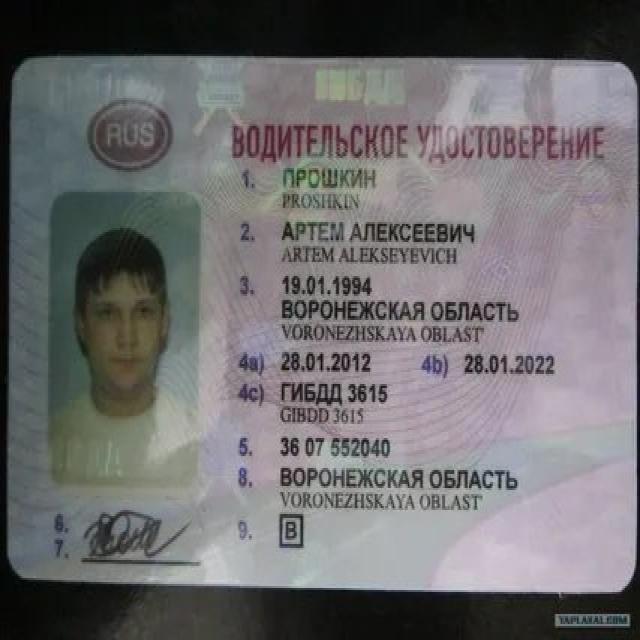 RUS
ВОДИТЕЛЬСКОЕ УДОСТОВЕРЕНИЕ
1. ПРОШКИН
PROSHKIN
2. АРТЕМ АЛЕКСЕЕВИЧ
ARTEM ALEKSEYEVICH
3. 19.01.1994
ВОРОНЕЖСКАЯ ОБЛАСТЬ
VORONEZHSKAYA OBLAST'
4a) 28.01.2012 4b) 28.01.2022
4c) ГИБДД 3615
GIBDD 3615
5. 36 07 552040
8. ВОРОНЕЖСКАЯ ОБЛАСТЬ
VORONEZHSKAYA OBLAST'
6.
7.
9. B
YAPLAKAL.COM